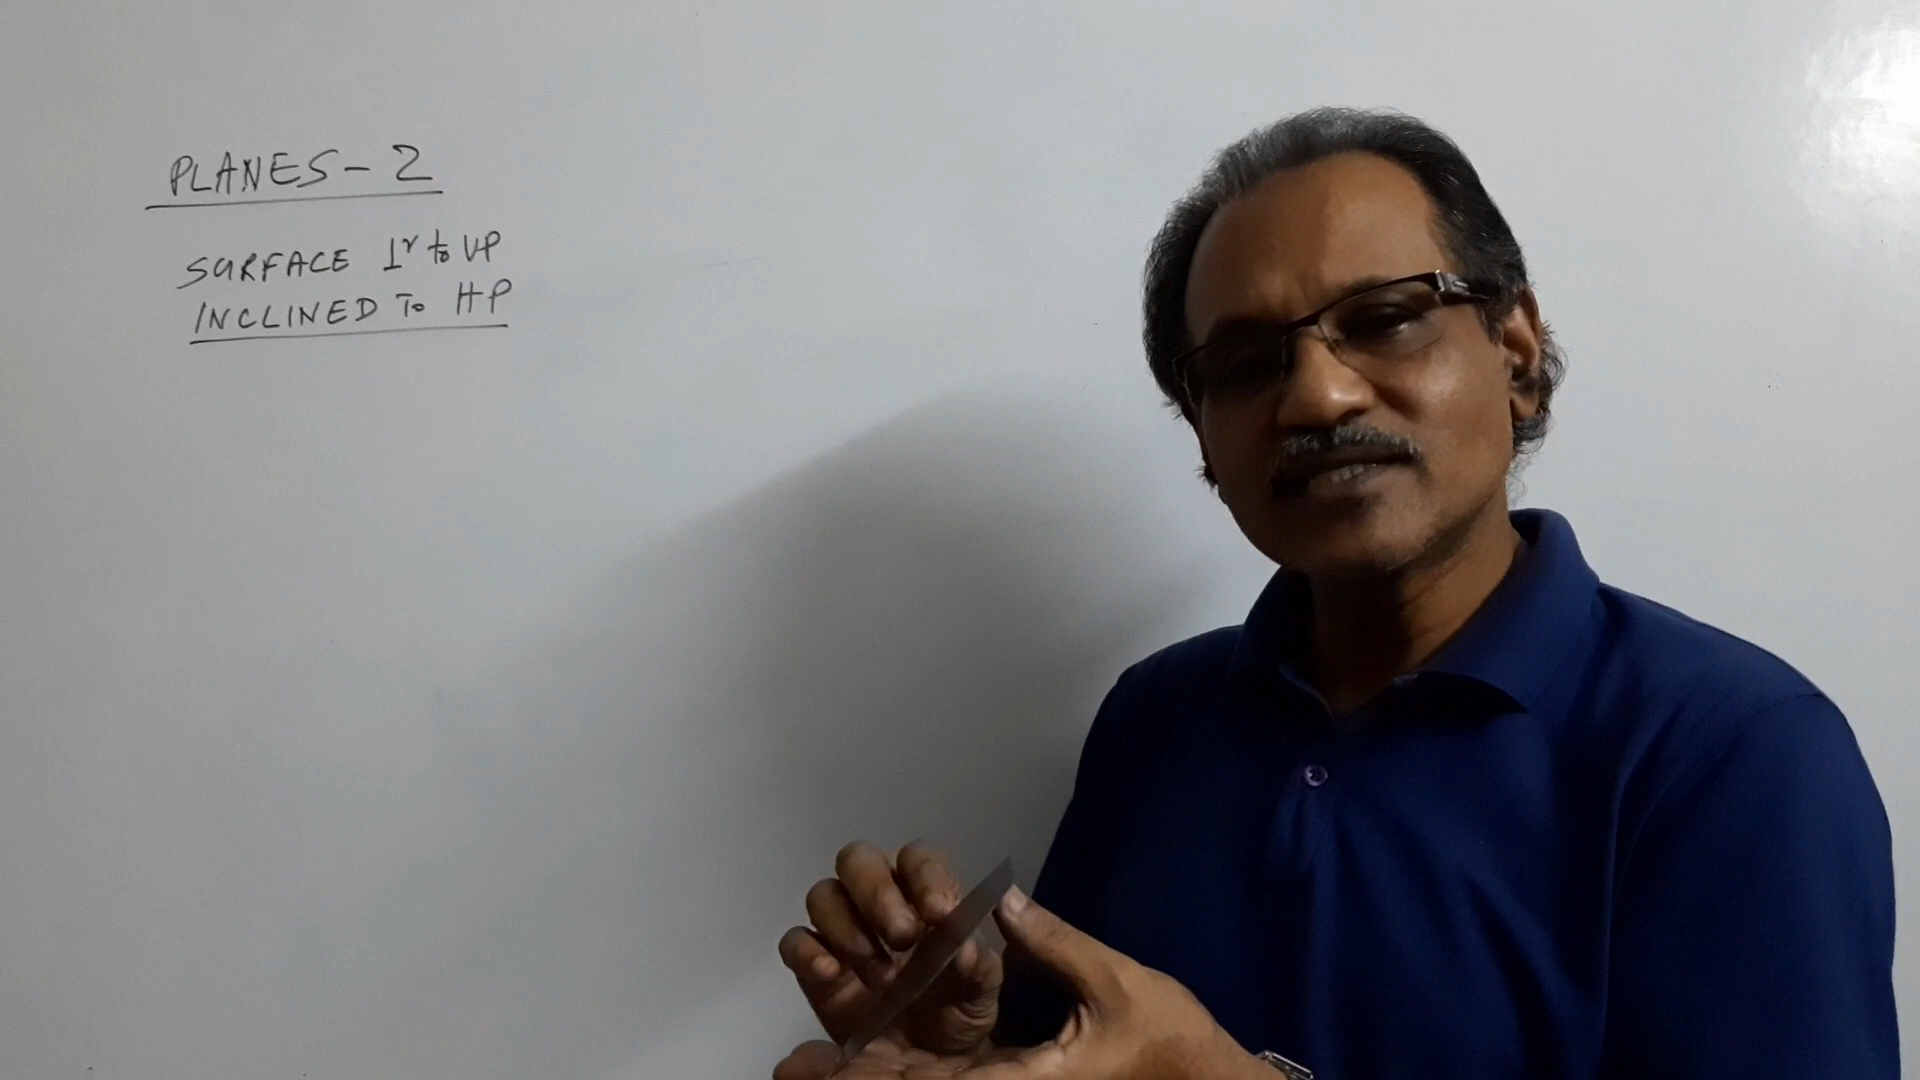 PLANES - 2
SURFACE ⊥r to VP
INCLINED To HP